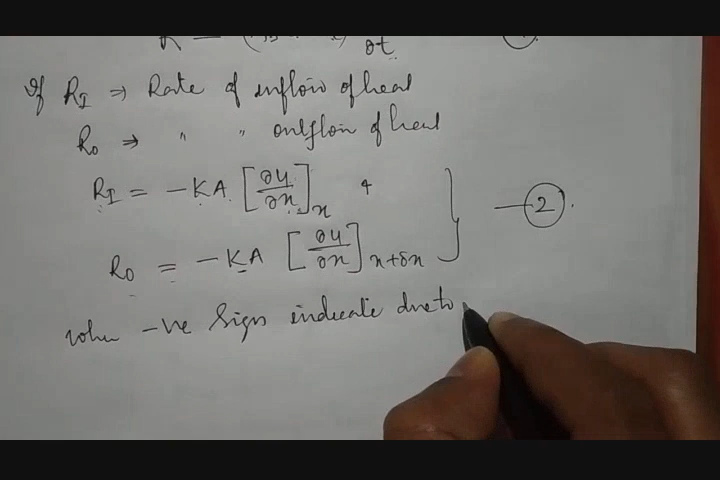 If R_I ⇒ Rate of inflow of heat
R_o ⇒ " " outflow of heat
R_I = -KA [∂u/∂x]_x &
R_o = -KA [∂u/∂x]_x+δx } — (2).
when -ve Sign indicate due to